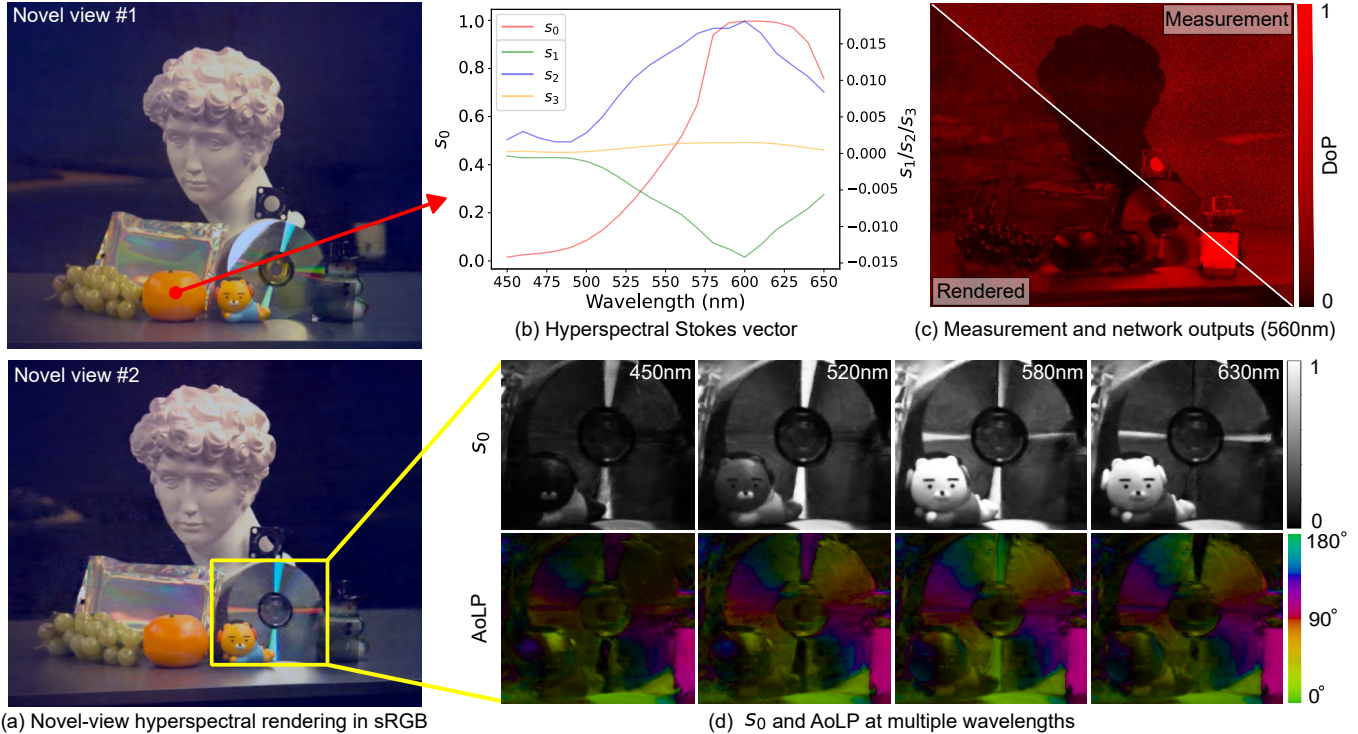 Novel view #1
s0
s1
s2
s3
1.0
0.8
0.6
0.4
0.2
0.0
s0
0.015
0.010
0.005
0.000
−0.005
−0.010
−0.015
s1/s2/s3
450 475 500 525 550 575 600 625 650
Wavelength (nm)
(b) Hyperspectral Stokes vector
Measurement
Rendered
1
DoP
0
(c) Measurement and network outputs (560nm)
Novel view #2
(a) Novel-view hyperspectral rendering in sRGB
450nm 520nm 580nm 630nm
s0
1
0
AoLP
180°
90°
0°
(d) s0 and AoLP at multiple wavelengths